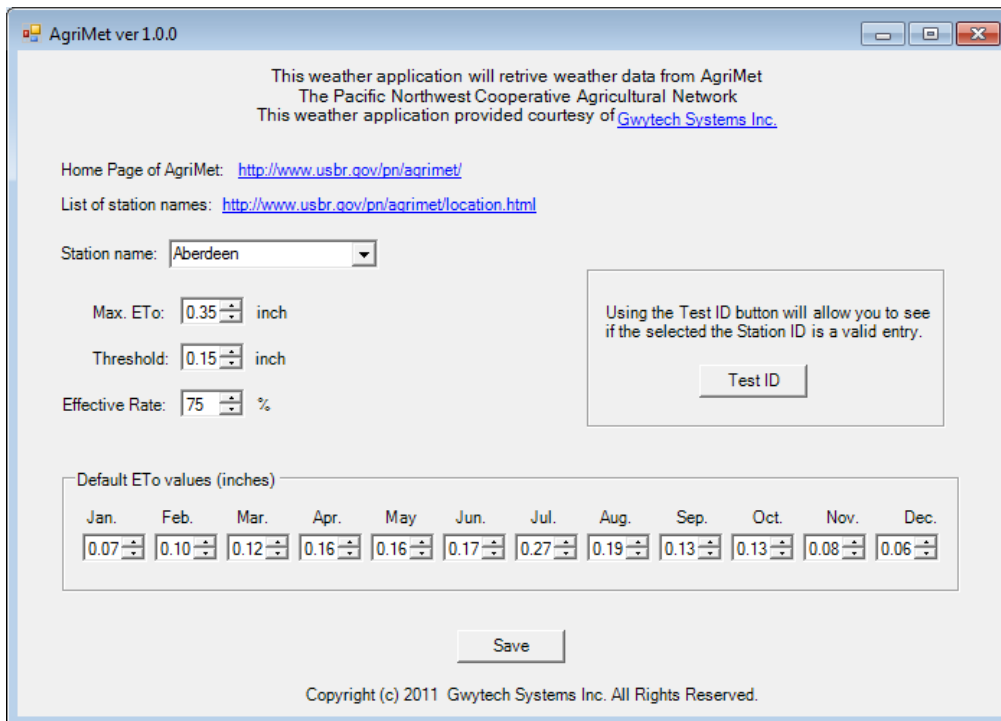 AgriMet ver 1.0.0
This weather application will retrive weather data from AgriMet
The Pacific Northwest Cooperative Agricultural Network
This weather application provided courtesy of Gwytech Systems Inc.
Home Page of AgriMet: http://www.usbr.gov/pn/agrimet/
List of station names: http://www.usbr.gov/pn/agrimet/location.html
Station name: Aberdeen
Max. ETo: 0.35 inch
Threshold: 0.15 inch
Effective Rate: 75 %
Using the Test ID button will allow you to see
if the selected the Station ID is a valid entry.
Test ID
Default ETo values (inches)
Jan. Feb. Mar. Apr. May Jun. Jul. Aug. Sep. Oct. Nov. Dec.
0.07 0.10 0.12 0.16 0.16 0.17 0.27 0.19 0.13 0.13 0.08 0.06
Save
Copyright (c) 2011 Gwytech Systems Inc. All Rights Reserved.